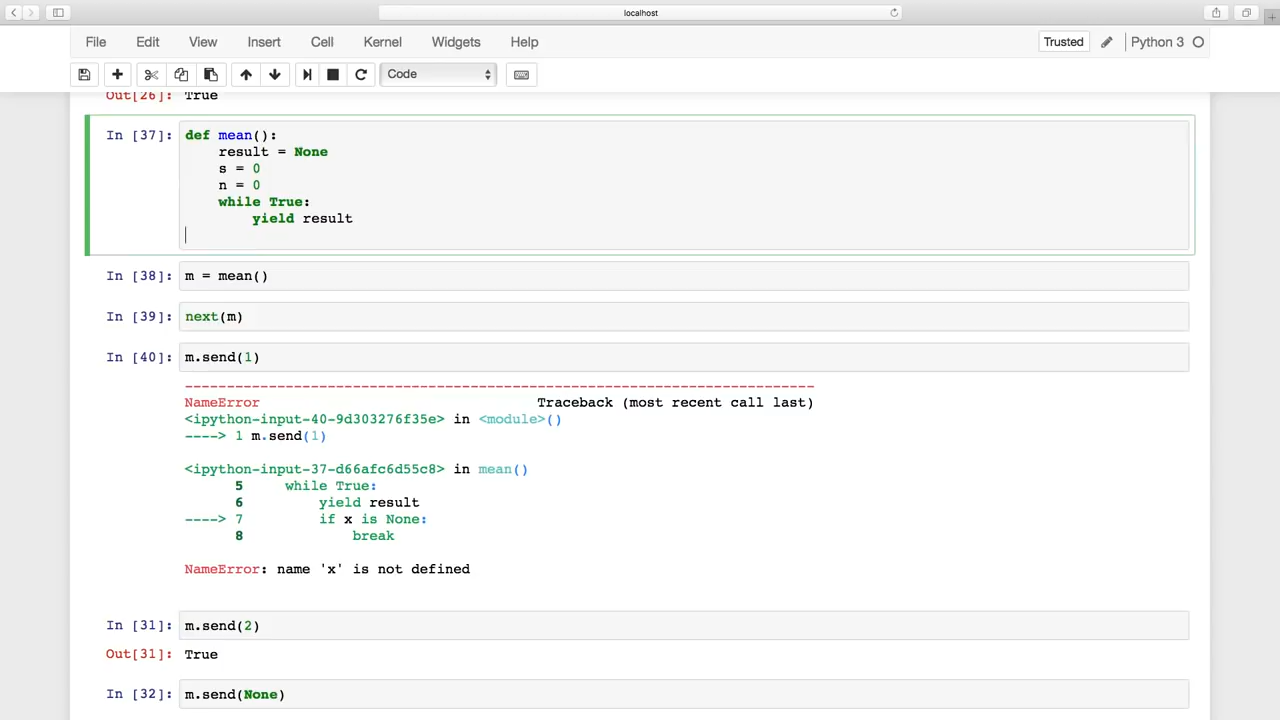 localhost
File Edit View Insert Cell Kernel Widgets Help Trusted Python 3
Code
Out[26]: True
In [37]: def mean():
result = None
s = 0
n = 0
while True:
yield result
In [38]: m = mean()
In [39]: next(m)
In [40]: m.send(1)
---------------------------------------------------------------------------
NameError Traceback (most recent call last)
<ipython-input-40-9d303276f35e> in <module>()
----> 1 m.send(1)
<ipython-input-37-d66afc6d55c8> in mean()
5 while True:
6 yield result
----> 7 if x is None:
8 break
NameError: name 'x' is not defined
In [31]: m.send(2)
Out[31]: True
In [32]: m.send(None)